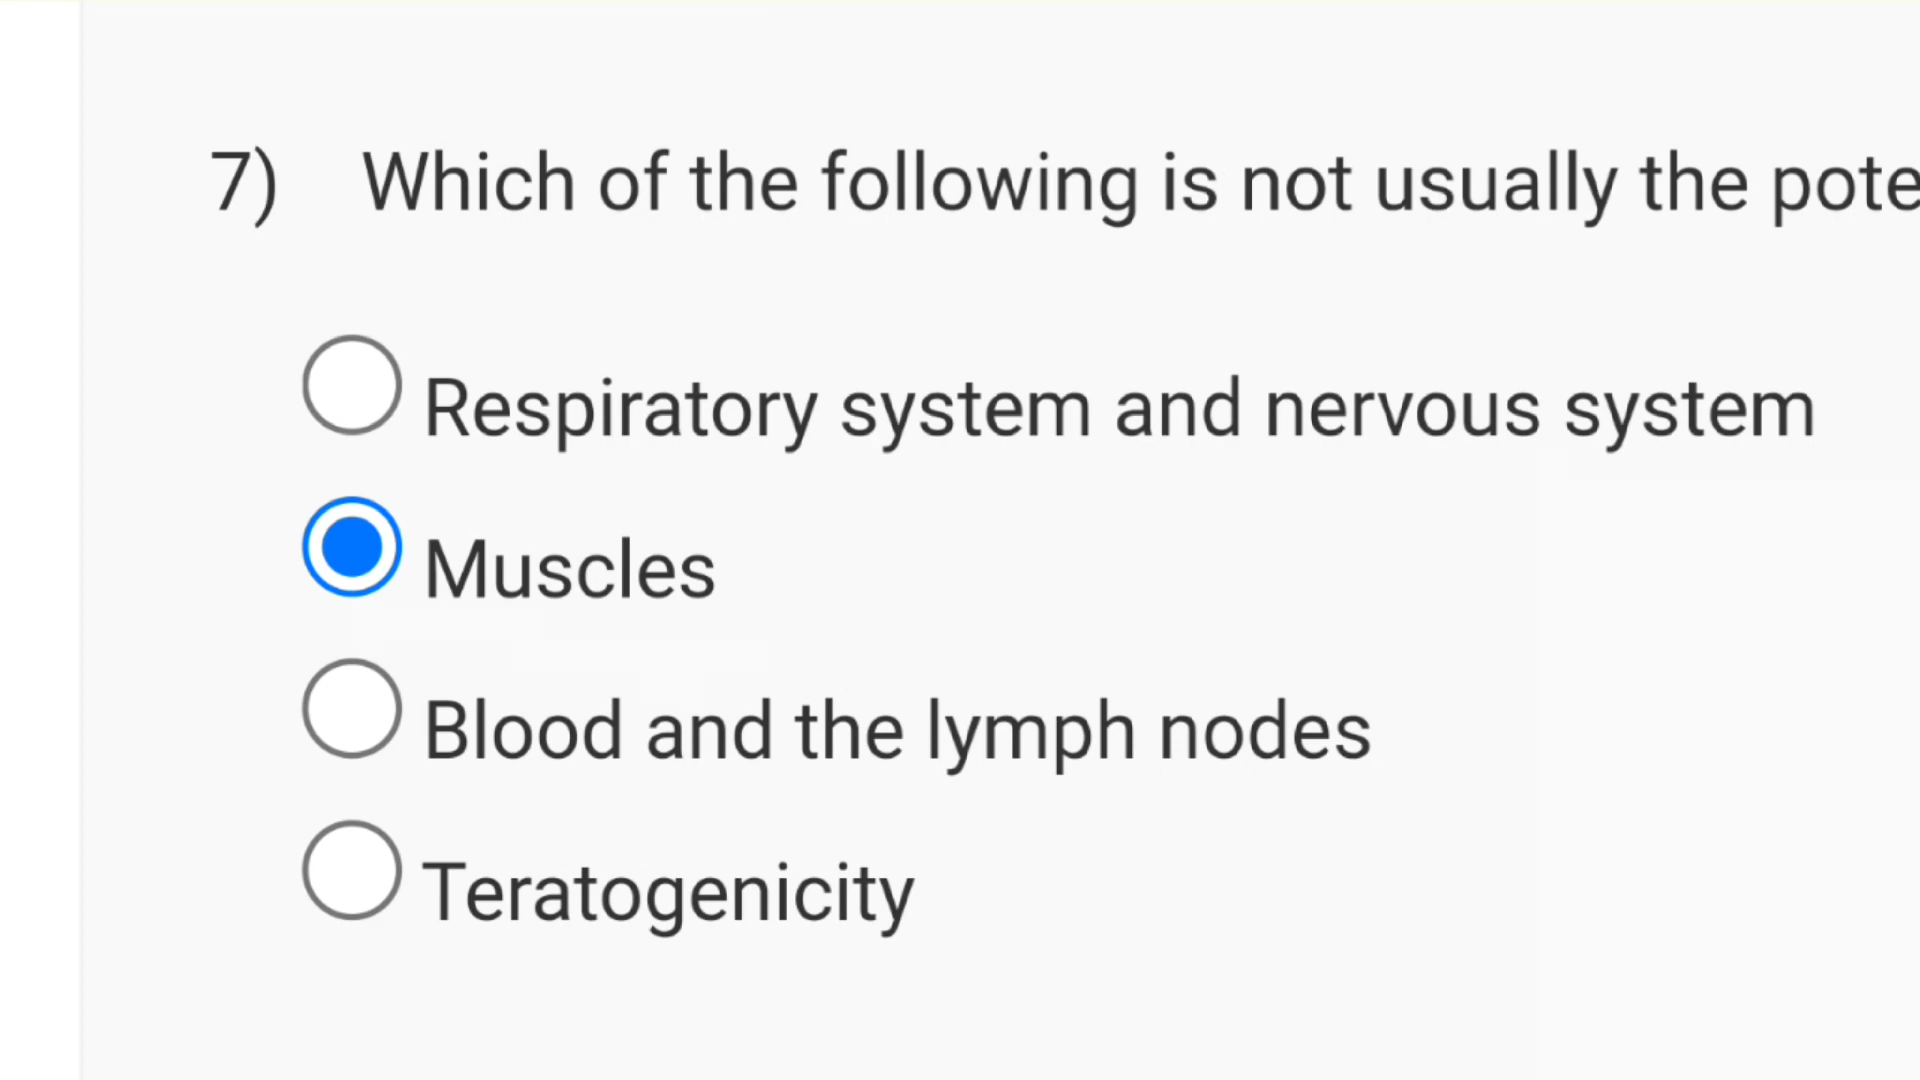 7) Which of the following is not usually the pote
Respiratory system and nervous system
Muscles
Blood and the lymph nodes
Teratogenicity